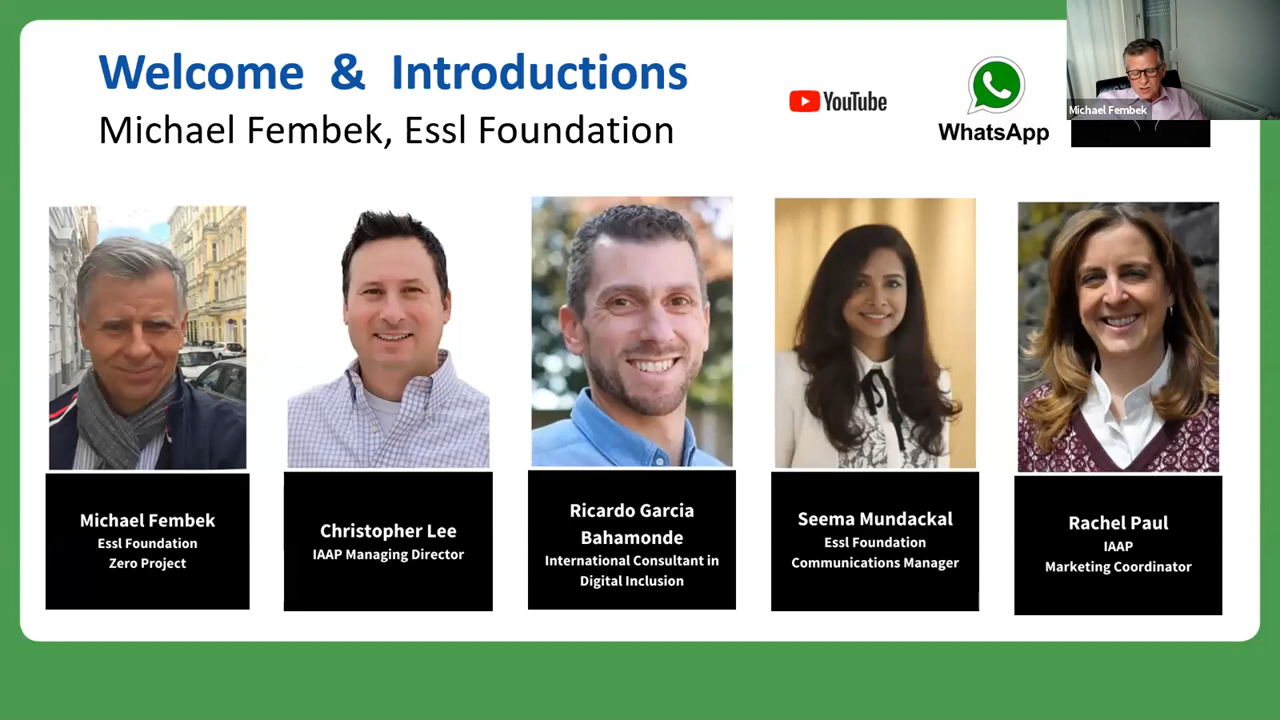 Welcome & Introductions
Michael Fembek, Essl Foundation
YouTube
WhatsApp
Michael Fembek
Michael Fembek
Essl Foundation
Zero Project
Christopher Lee
IAAP Managing Director
Ricardo Garcia
Bahamonde
International Consultant in
Digital Inclusion
Seema Mundackal
Essl Foundation
Communications Manager
Rachel Paul
IAAP
Marketing Coordinator